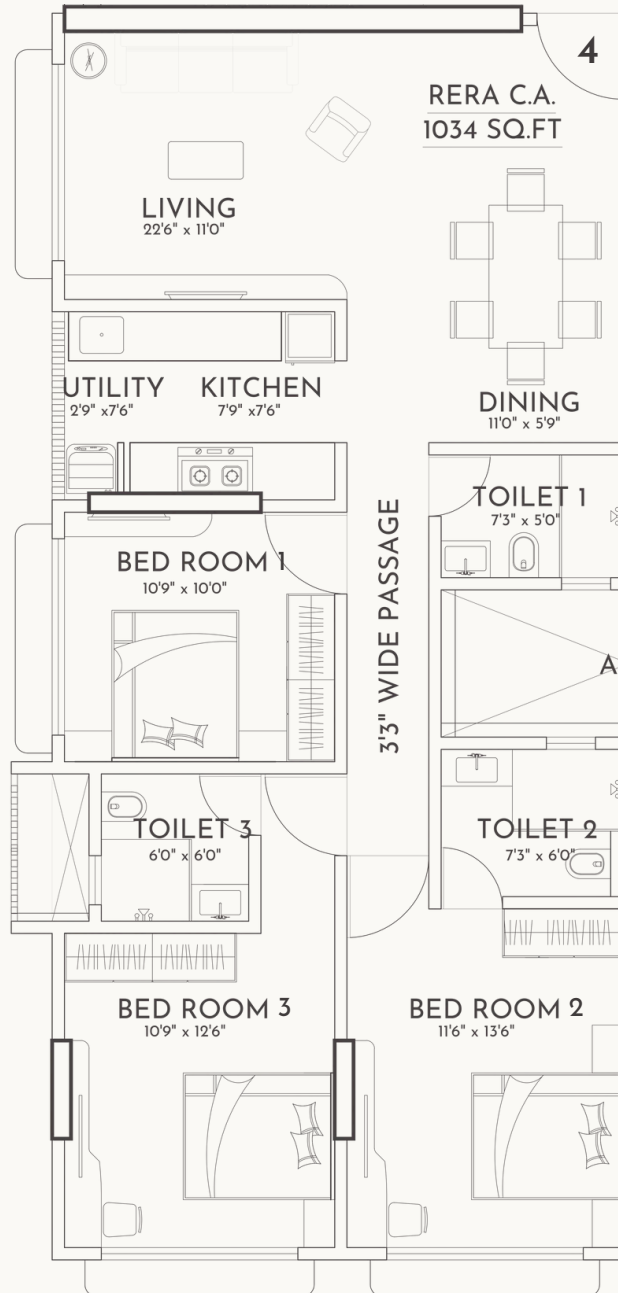 4
RERA C.A.
1034 SQ.FT
LIVING
22'6" x 11'0"
UTILITY
2'9" x7'6"
KITCHEN
7'9" x7'6"
DINING
11'0" x 5'9"
TOILET 1
7'3" x 5'0"
3'3" WIDE PASSAGE
BED ROOM 1
10'9" x 10'0"
A
TOILET 3
6'0" x 6'0"
TOILET 2
7'3" x 6'0"
BED ROOM 3
10'9" x 12'6"
BED ROOM 2
11'6" x 13'6"